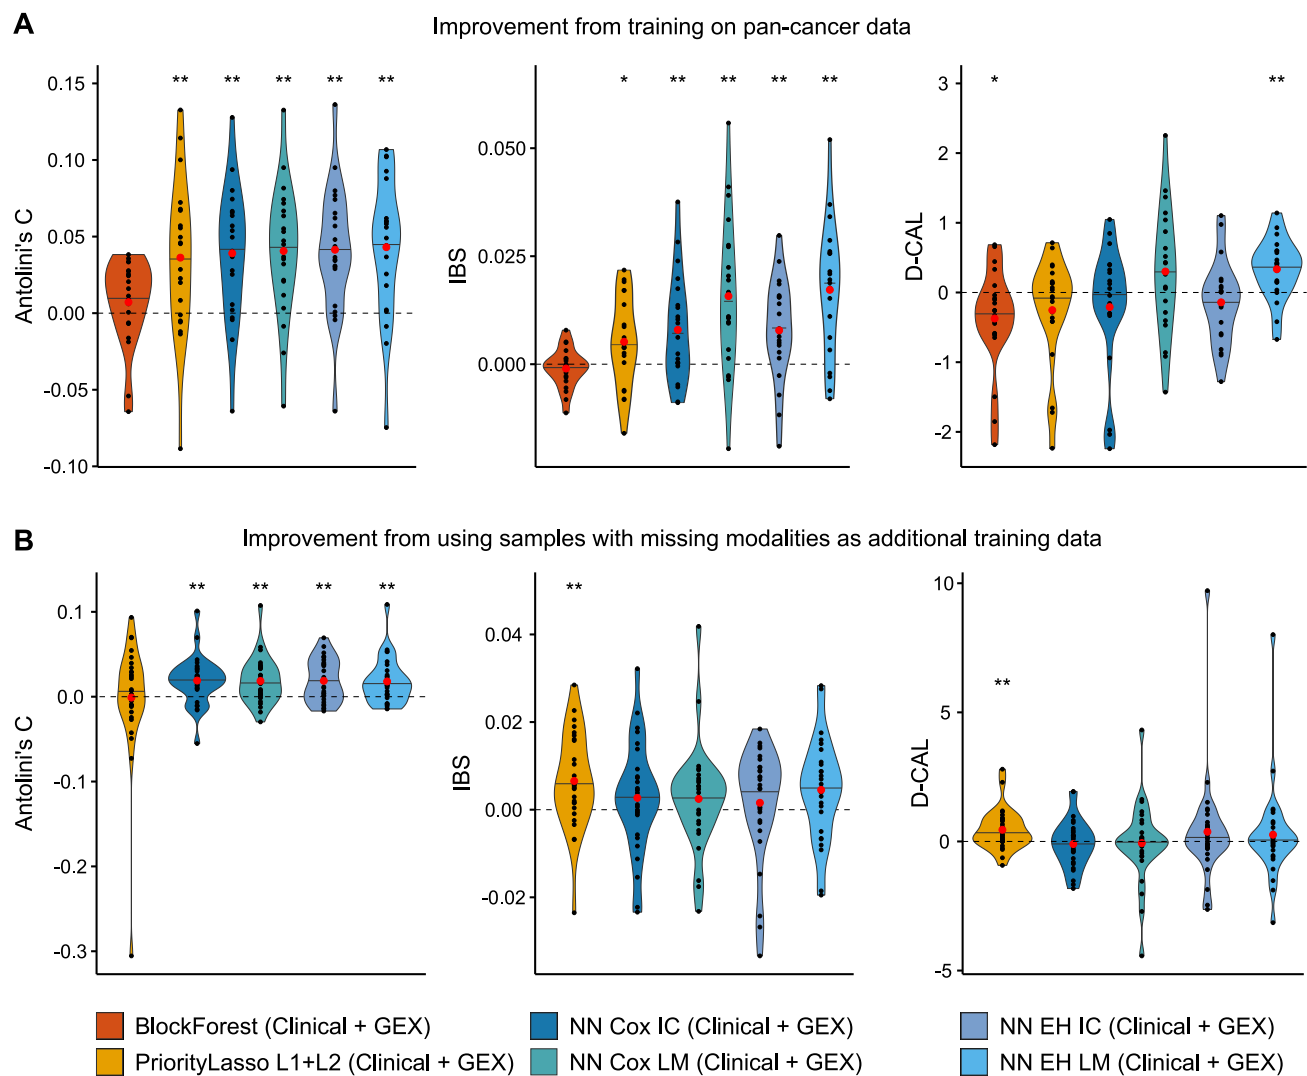 A
Improvement from training on pan-cancer data
Antolini's C
0.15
0.10
0.05
0.00
-0.05
-0.10
** ** ** ** **
IBS
0.050
0.025
0.000
* ** ** ** **
D-CAL
3
2
1
0
-1
-2
* **
B
Improvement from using samples with missing modalities as additional training data
Antolini's C
0.1
0.0
-0.1
-0.2
-0.3
** ** ** **
IBS
0.04
0.02
0.00
-0.02
**
D-CAL
10
5
0
-5
**
BlockForest (Clinical + GEX)
PriorityLasso L1+L2 (Clinical + GEX)
NN Cox IC (Clinical + GEX)
NN Cox LM (Clinical + GEX)
NN EH IC (Clinical + GEX)
NN EH LM (Clinical + GEX)